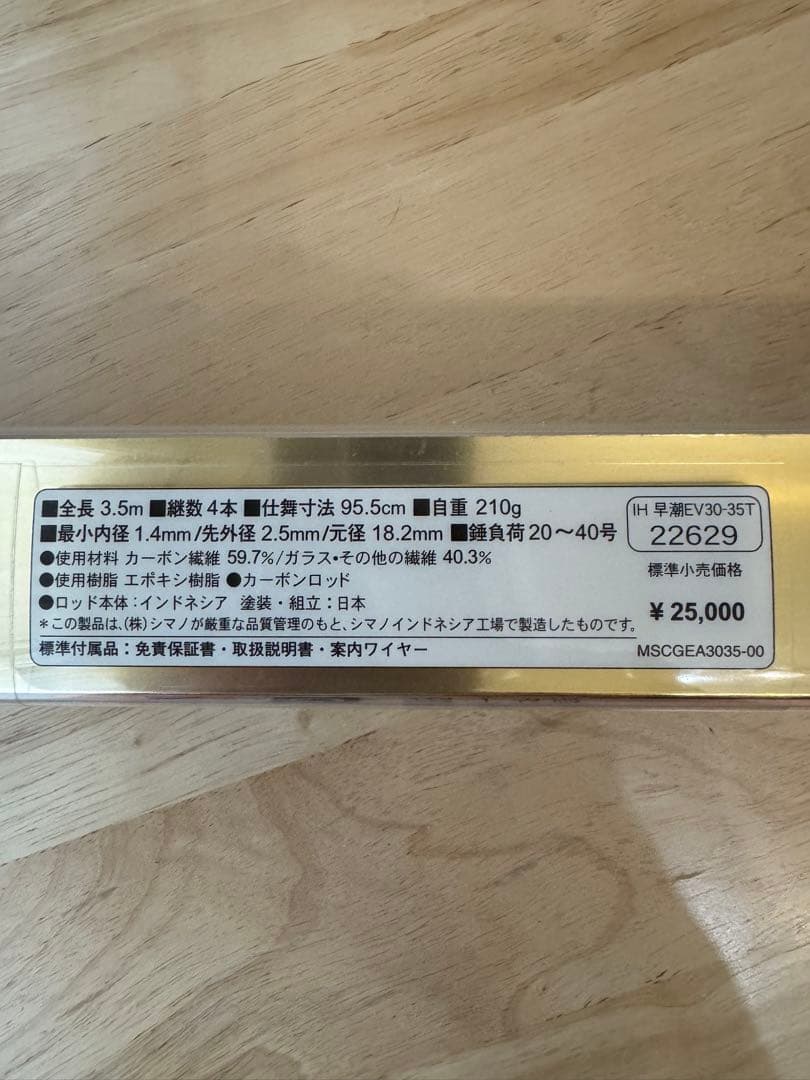 ■全長 3.5m ■継数 4本 ■仕舞寸法 95.5cm ■自重 210g
■最小内径 1.4mm/先外径 2.5mm/元径 18.2mm ■錘負荷 20〜40号
●使用材料 カーボン繊維 59.7%/ガラス・その他の繊維 40.3%
●使用樹脂 エポキシ樹脂 ●カーボンロッド
●ロッド本体:インドネシア 塗装・組立:日本
*この製品は、(株)シマノが厳重な品質管理のもと、シマノインドネシア工場で製造したものです。
標準付属品:免責保証書・取扱説明書・案内ワイヤー
IH 早潮EV30-35T
22629
標準小売価格
¥ 25,000
MSCGEA3035-00